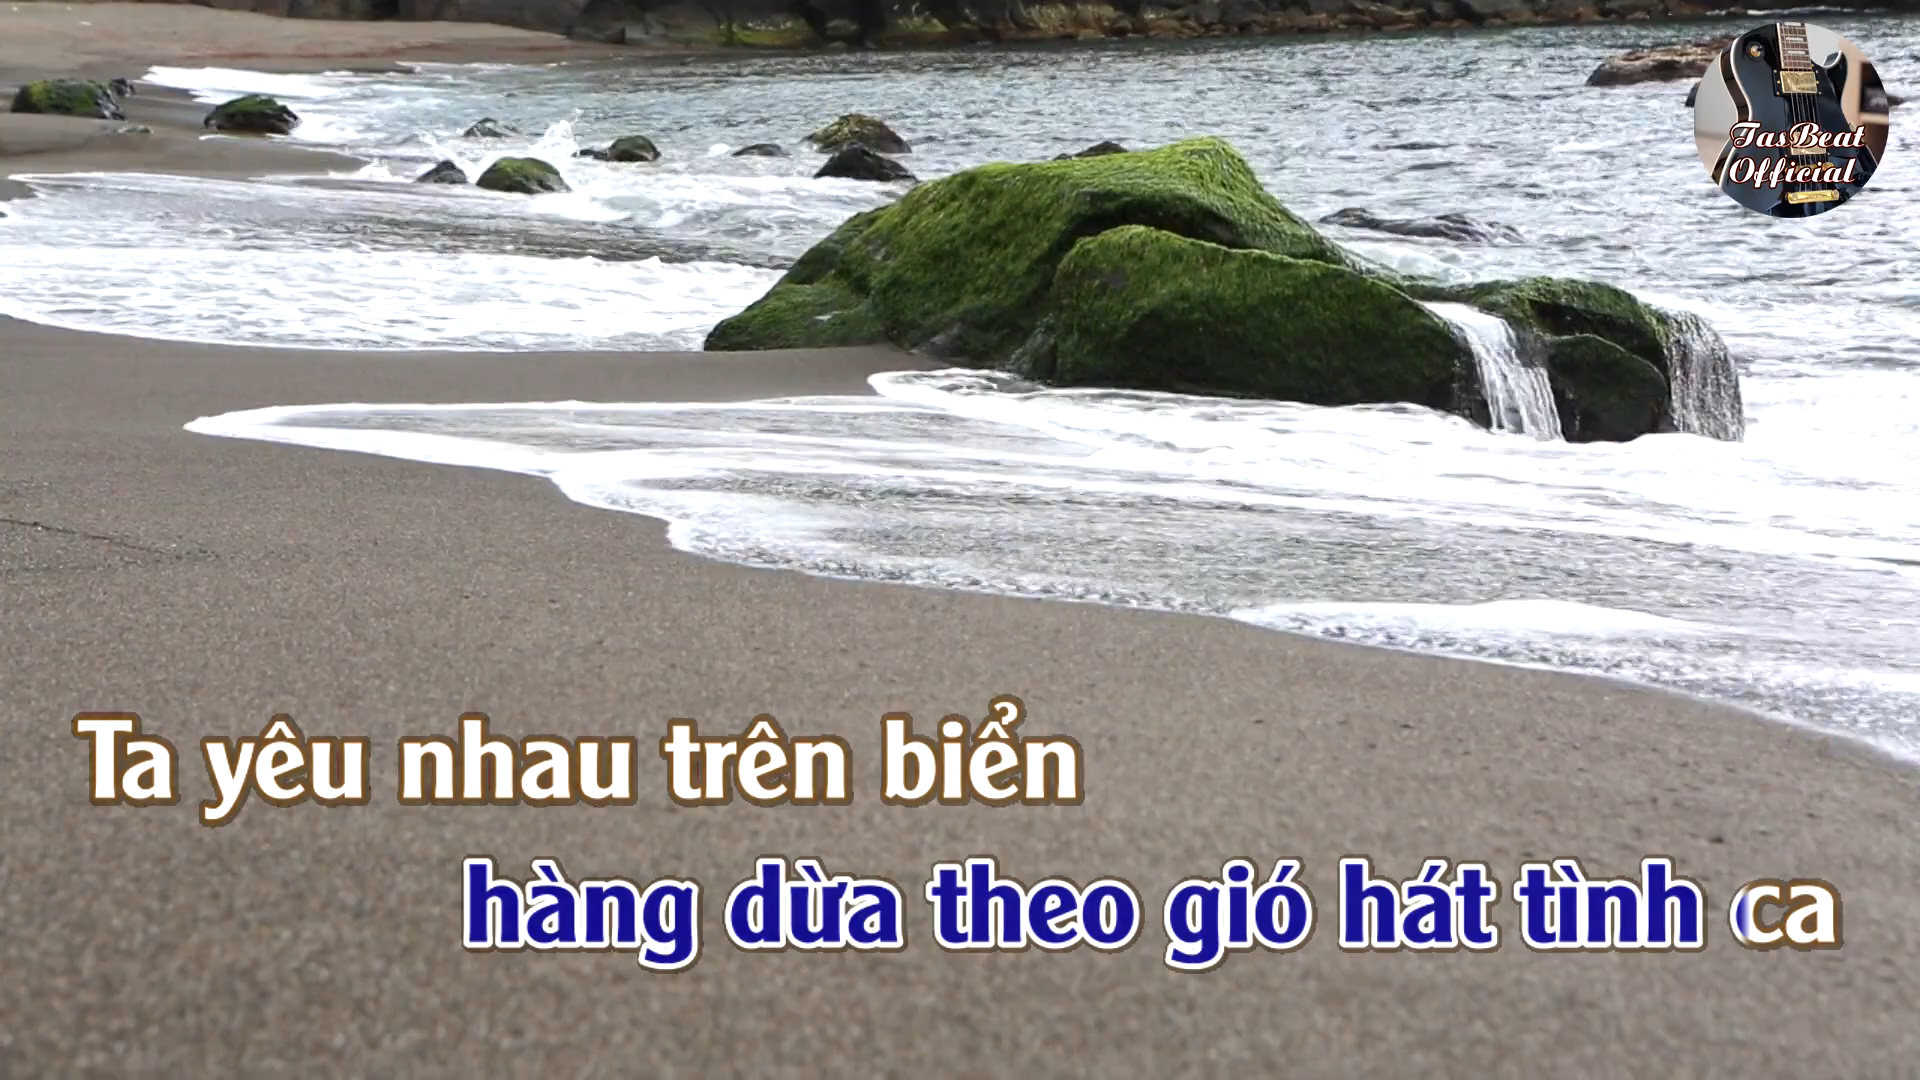 TasBeat
Official
Ta yêu nhau trên biển
hàng dừa theo gió hát tình ca